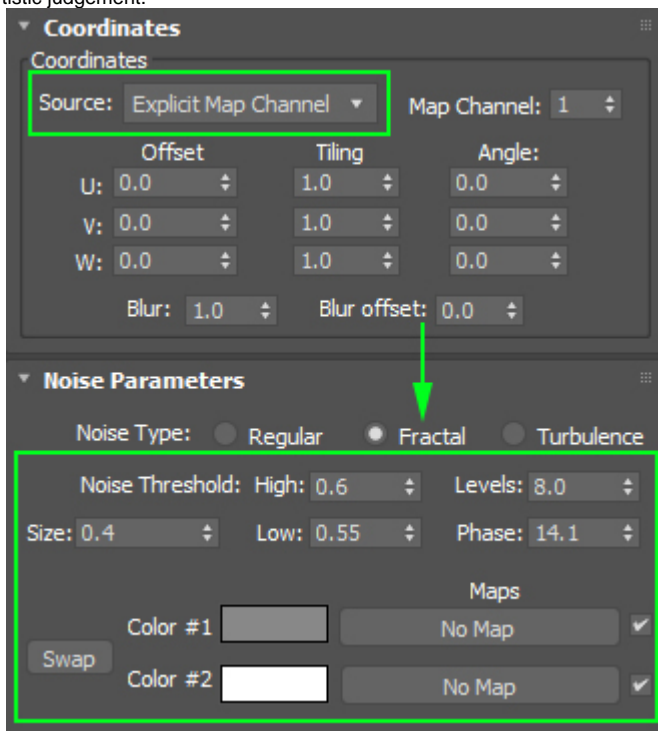 tistic judgement.
Coordinates
Coordinates
Source: Explicit Map Channel Map Channel: 1
Offset Tiling Angle:
U: 0.0 1.0 0.0
V: 0.0 1.0 0.0
W: 0.0 1.0 0.0
Blur: 1.0 Blur offset: 0.0
Noise Parameters
Noise Type: Regular Fractal Turbulence
Noise Threshold: High: 0.6 Levels: 8.0
Size: 0.4 Low: 0.55 Phase: 14.1
Maps
Color #1 No Map
Swap
Color #2 No Map